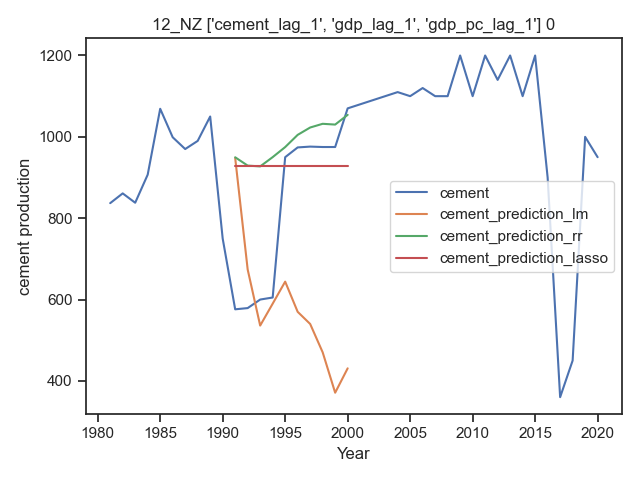 12_NZ ['cement_lag_1', 'gdp_lag_1', 'gdp_pc_lag_1'] 0
1200
1000
800
600
400
cement production
cement
cement_prediction_lm
cement_prediction_rr
cement_prediction_lasso
1980 1985 1990 1995 2000 2005 2010 2015 2020
Year